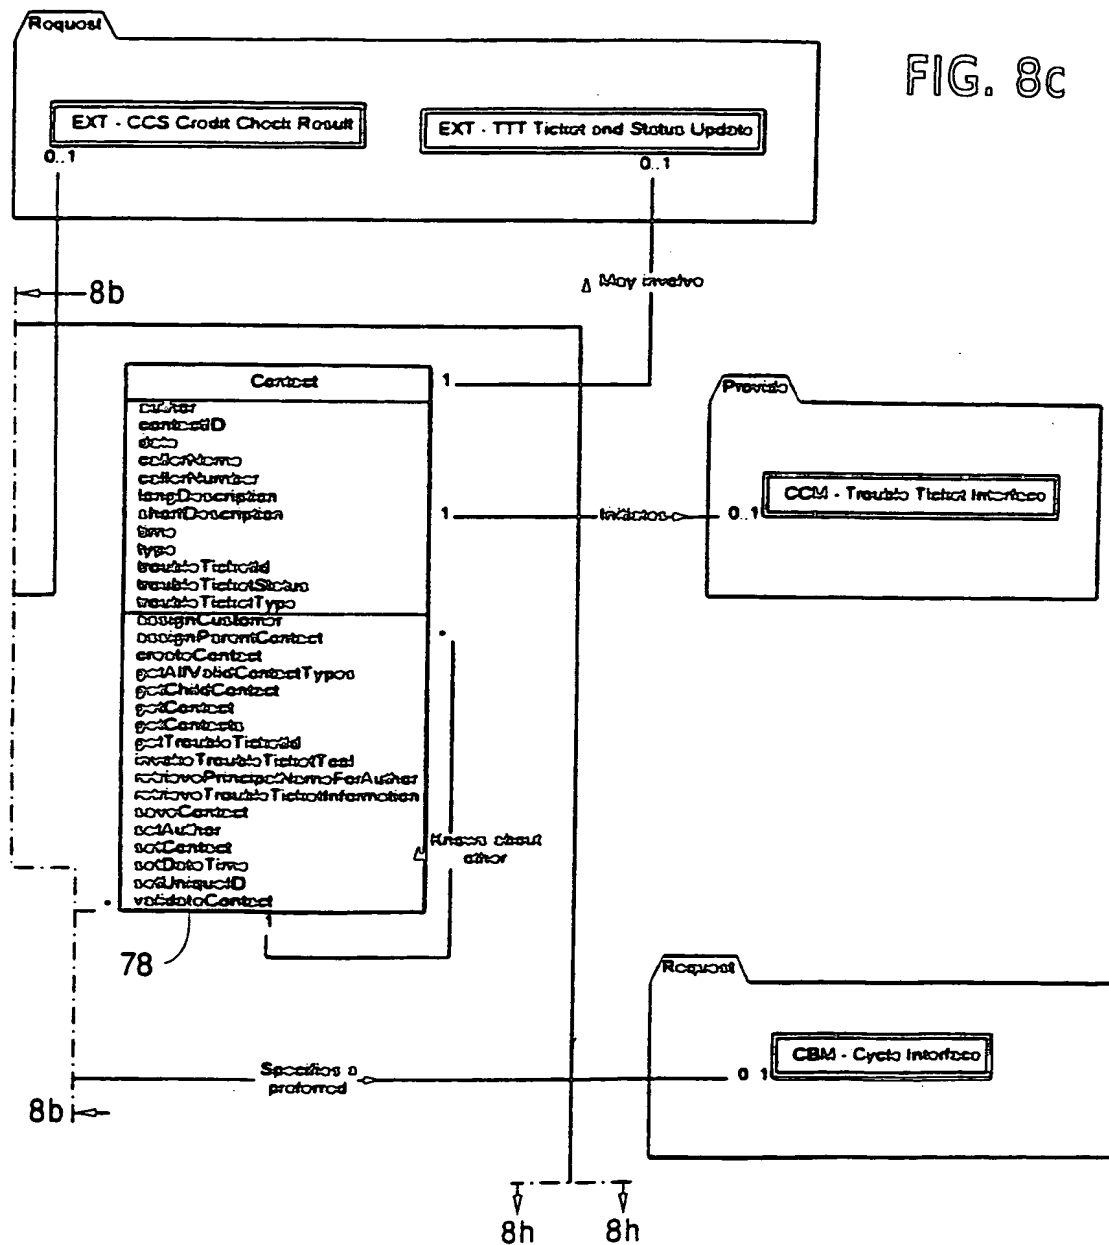 Request
FIG. 8c
EXT - CCS Credit Check Result
EXT - TTT Ticket and Status Update
0..1
0..1
May involve
8b
Contact
1
author
contactID
date
callerName
callerNumber
longDescription
shortDescription
time
type
troubleTicketId
troubleTicketStatus
troubleTicketType
Provide
CCM - Trouble Ticket Interface
1
Initiates
0..1
assignCustomer
assignParentContact
createContact
getAllValidContactTypes
getChildContact
getContact
getContacts
getTroubleTicketId
invokeTroubleTicketTool
retrievePrincipalNameForAuthor
retrieveTroubleTicketInformation
saveContact
setAuthor
setContact
setDateTime
setUniqueID
validateContact
*
Knows about
other
*
1
78
Request
CBM - Cycle Interface
Specifies a
preferred
0..1
8b
8h
8h